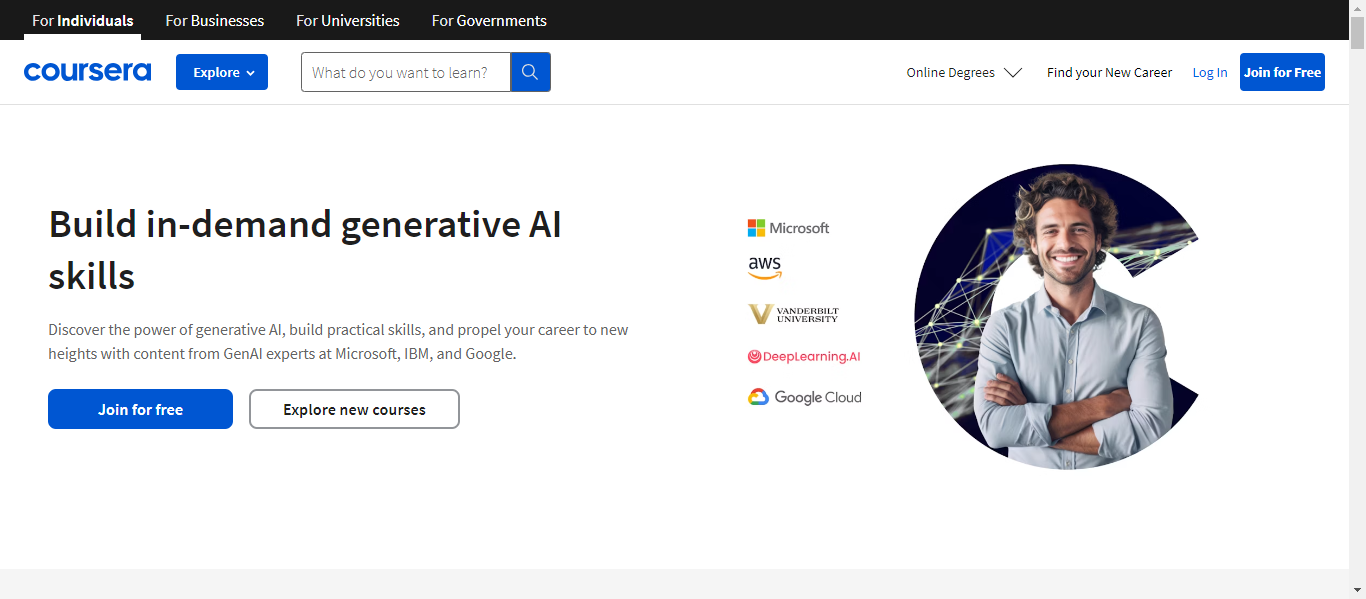 For Individuals For Businesses For Universities For Governments
coursera Explore What do you want to learn? Online Degrees Find your New Career Log In Join for Free
Build in-demand generative AI
skills
Discover the power of generative AI, build practical skills, and propel your career to new
heights with content from GenAI experts at Microsoft, IBM, and Google.
Join for free Explore new courses
Microsoft
aws
VANDERBILT
UNIVERSITY
DeepLearning.AI
Google Cloud